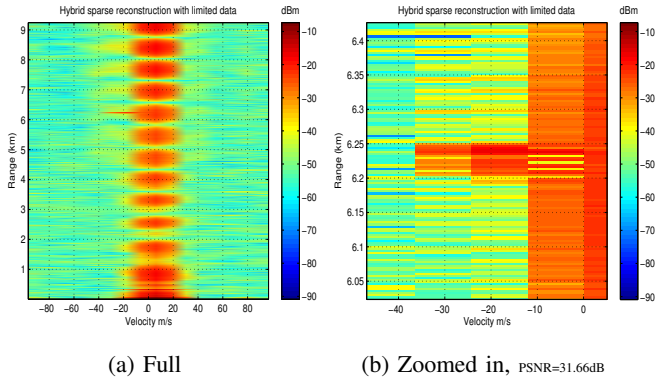 Hybrid sparse reconstruction with limited data
dBm
9
8
7
6
5
4
3
2
1
Range (km)
−80 −60 −40 −20 0 20 40 60 80
Velocity m/s
−10
−20
−30
−40
−50
−60
−70
−80
−90
(a) Full
Hybrid sparse reconstruction with limited data
dBm
6.4
6.35
6.3
6.25
6.2
6.15
6.1
6.05
Range (km)
−40 −30 −20 −10 0
Velocity m/s
−10
−20
−30
−40
−50
−60
−70
−80
−90
(b) Zoomed in, PSNR=31.66dB